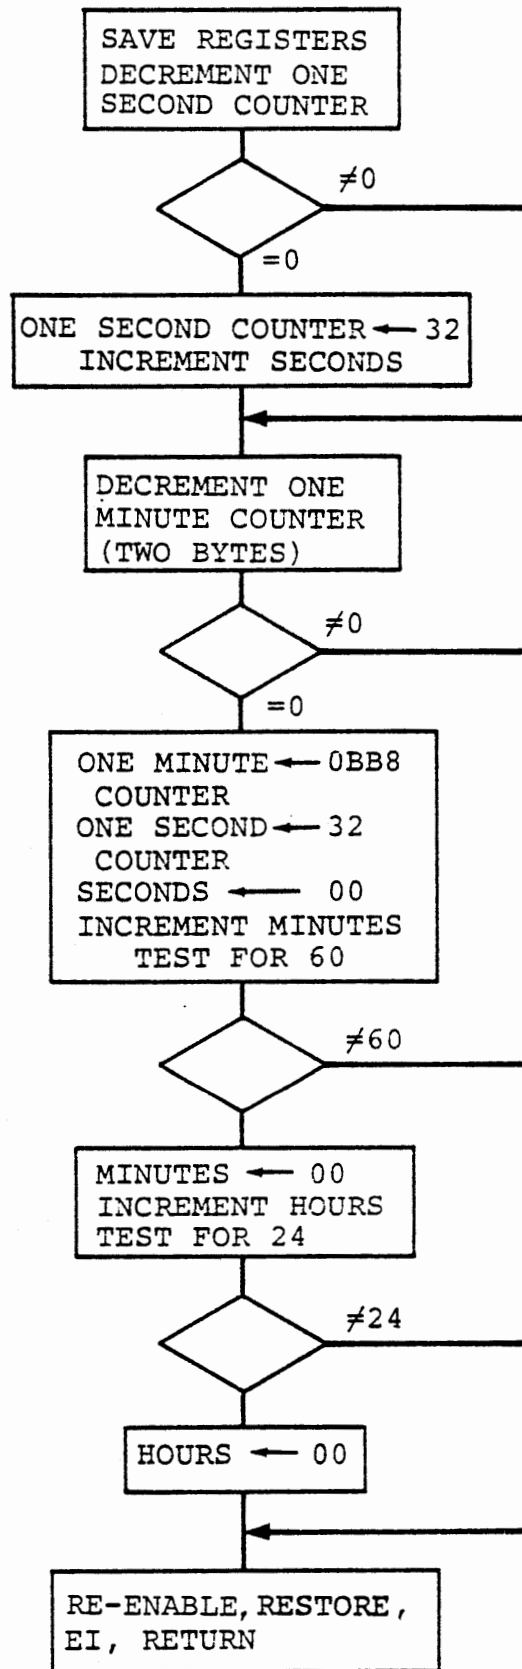 SAVE REGISTERS
DECREMENT ONE
SECOND COUNTER
≠0
=0
ONE SECOND COUNTER ← 32
INCREMENT SECONDS
DECREMENT ONE
MINUTE COUNTER
(TWO BYTES)
≠0
=0
ONE MINUTE ← 0BB8
COUNTER
ONE SECOND ← 32
COUNTER
SECONDS ← 00
INCREMENT MINUTES
TEST FOR 60
≠60
MINUTES ← 00
INCREMENT HOURS
TEST FOR 24
≠24
HOURS ← 00
RE-ENABLE, RESTORE,
EI, RETURN